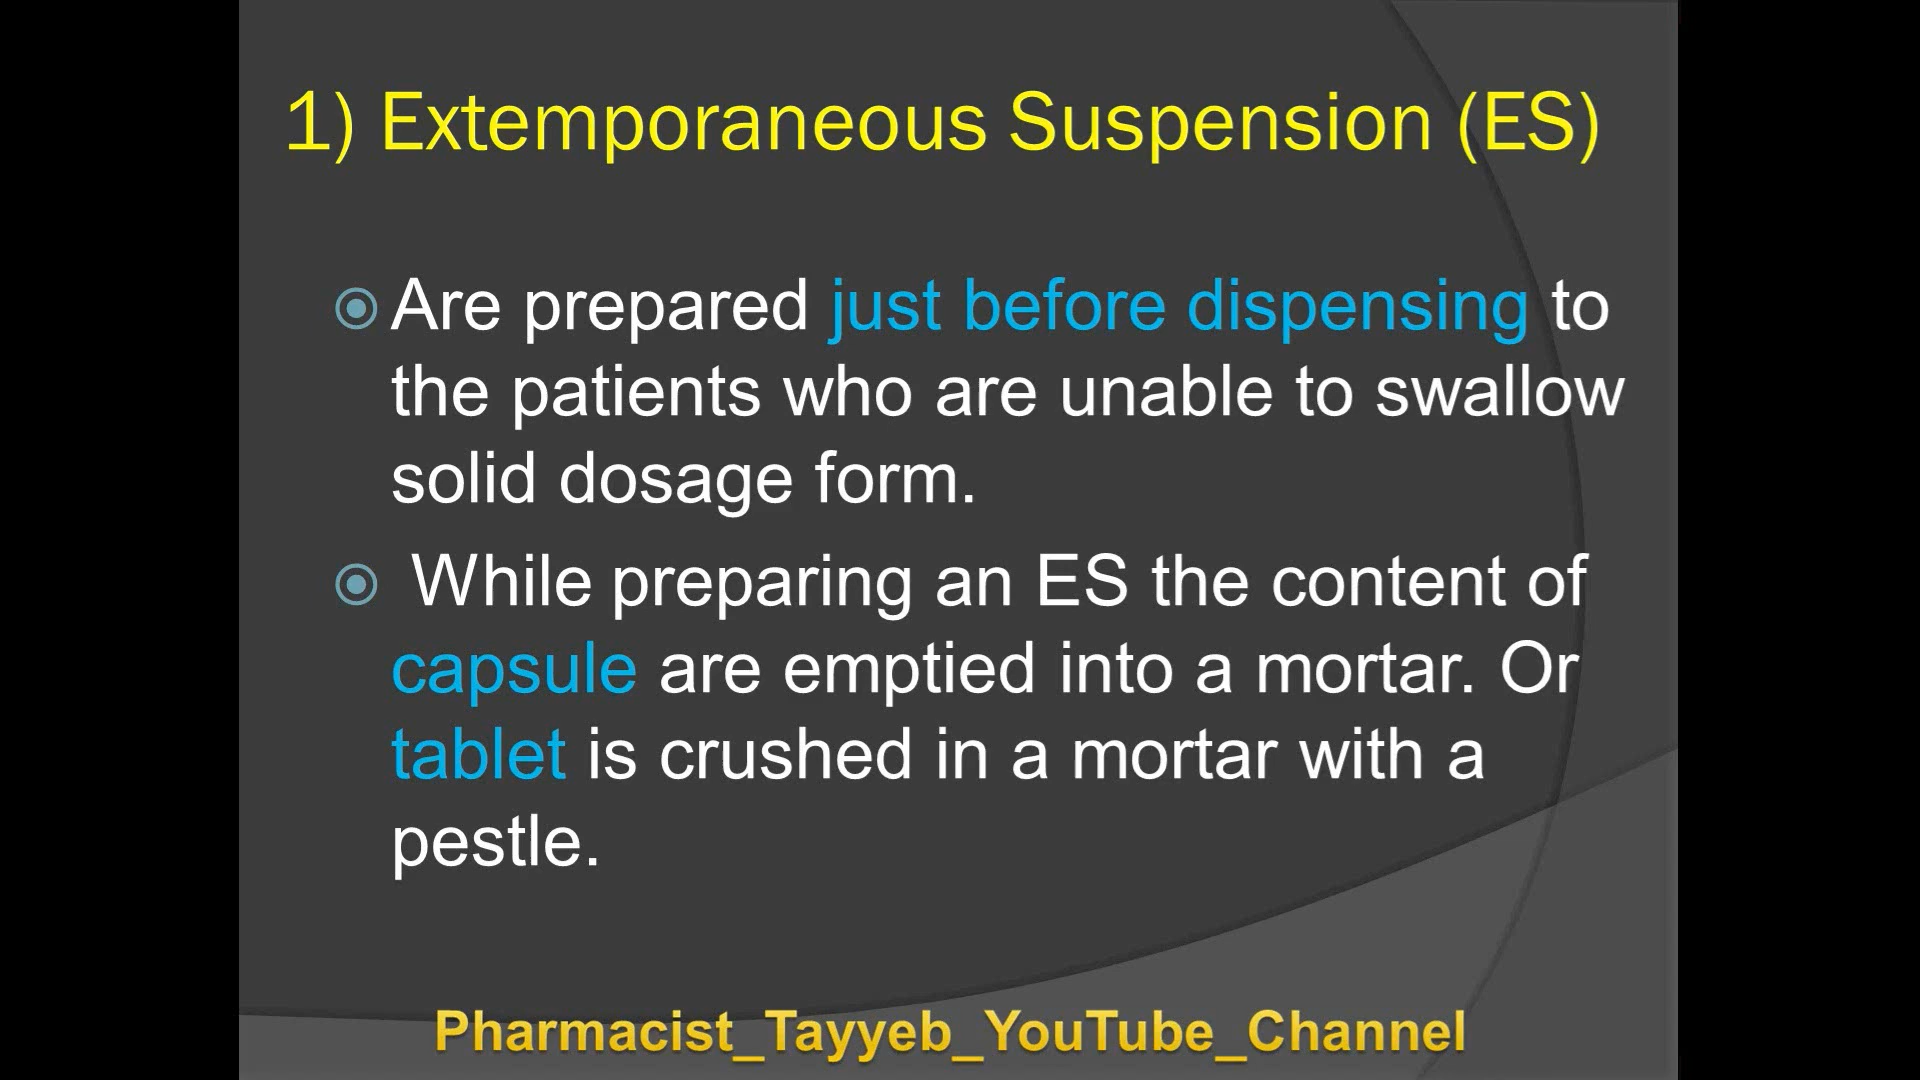 1) Extemporaneous Suspension (ES)
Are prepared just before dispensing to
the patients who are unable to swallow
solid dosage form.
While preparing an ES the content of
capsule are emptied into a mortar. Or
tablet is crushed in a mortar with a
pestle.
Pharmacist_Tayyeb_YouTube_Channel